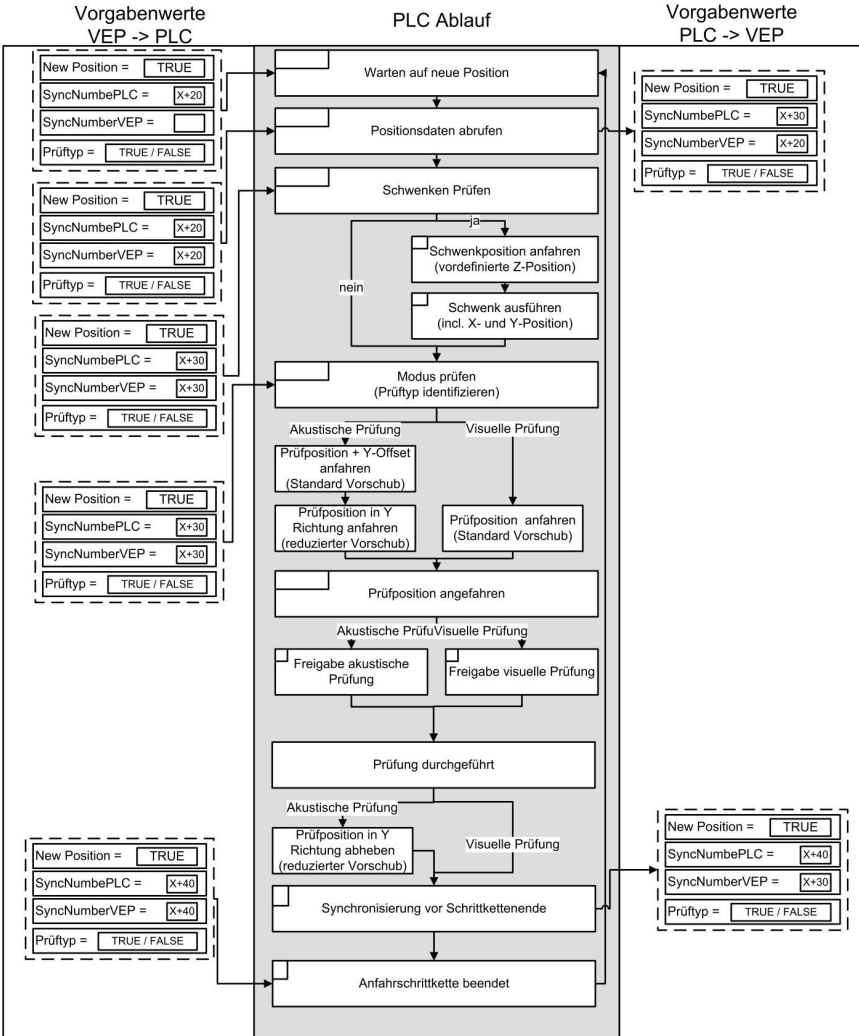 Vorgabenwerte
VEP -> PLC
PLC Ablauf
Vorgabenwerte
PLC -> VEP
New Position =
TRUE
SyncNumbePLC =
X+20
SyncNumberVEP =
Prüftyp =
TRUE / FALSE
New Position =
TRUE
SyncNumbePLC =
X+20
SyncNumberVEP =
X+20
Prüftyp =
TRUE / FALSE
New Position =
TRUE
SyncNumbePLC =
X+30
SyncNumberVEP =
X+30
Prüftyp =
TRUE / FALSE
New Position =
TRUE
SyncNumbePLC =
X+30
SyncNumberVEP =
X+30
Prüftyp =
TRUE / FALSE
New Position =
TRUE
SyncNumbePLC =
X+40
SyncNumberVEP =
X+40
Prüftyp =
TRUE / FALSE
Warten auf neue Position
Positionsdaten abrufen
Schwenken Prüfen
ja
Schwenkposition anfahren
(vordefinierte Z-Position)
nein
Schwenk ausführen
(incl. X- und Y-Position)
Modus prüfen
(Prüftyp identifizieren)
Akustische Prüfung
Visuelle Prüfung
Prüfposition + Y-Offset
anfahren
(Standard Vorschub)
Prüfposition in Y
Richtung anfahren
(reduzierter Vorschub)
Prüfposition anfahren
(Standard Vorschub)
Prüfposition angefahren
Akustische Prüfu
Visuelle Prüfung
Freigabe akustische
Prüfung
Freigabe visuelle Prüfung
Prüfung durchgeführt
Akustische Prüfung
Prüfposition in Y
Richtung abheben
(reduzierter Vorschub)
Visuelle Prüfung
Synchronisierung vor Schrittkettenende
Anfahrschrittkette beendet
New Position =
TRUE
SyncNumbePLC =
X+30
SyncNumberVEP =
X+20
Prüftyp =
TRUE / FALSE
New Position =
TRUE
SyncNumbePLC =
X+40
SyncNumberVEP =
X+30
Prüftyp =
TRUE / FALSE